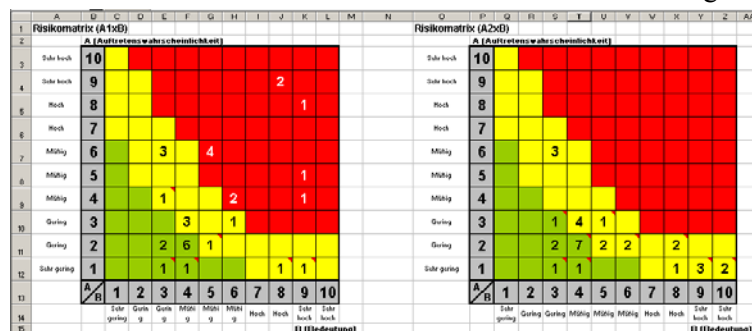 A B C D E F G H I J K L M N O P Q R S T U V W X Y Z
1 Risikomatrix (A1xB) Risikomatrix (A2xB)
2 A [Auftretenswahrscheinlichkeit] A [Auftretenswahrscheinlichkeit]
3 Sehr hoch 10 Sehr hoch 10
4 Sehr hoch 9 2 Sehr hoch 9
5 Hoch 8 1 Hoch 8
6 Hoch 7 Hoch 7
7 Mäßig 6 3 4 Mäßig 6 3
8 Mäßig 5 1 Mäßig 5
9 Mäßig 4 1 2 1 Mäßig 4
10 Gering 3 3 1 Gering 3 1 4 1
11 Gering 2 2 6 1 Gering 2 2 7 2 2 2
12 Sehr gering 1 1 1 1 1 Sehr gering 1 1 1 1 3 2
13 A/B 1 2 3 4 5 6 7 8 9 10 A/B 1 2 3 4 5 6 7 8 9 10
14 Sehr gering Gerin g Gerin g Mäßi g Mäßi g Mäßi g Hoch Hoch Sehr hoch Sehr hoch Sehr gering Gering Gering Mäßig Mäßig Mäßig Hoch Hoch Sehr hoch Sehr hoch
15 B [Bedeutung] B [Bedeutung]